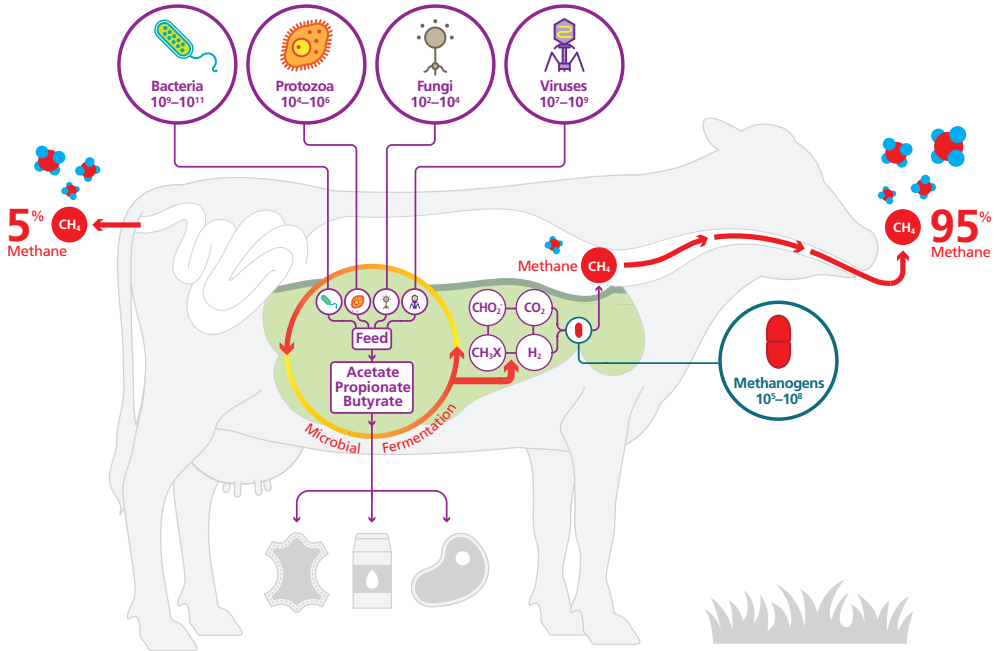 Bacteria
10⁹–10¹¹
Protozoa
10⁴–10⁶
Fungi
10²–10⁴
Viruses
10⁷–10⁹
5%
CH₄
Methane
CH₄
95%
Methane
Methane
CH₄
Feed
Acetate
Propionate
Butyrate
Microbial Fermentation
CHO₂⁻
CO₂
CH₃X
H₂
Methanogens
10⁵–10⁸